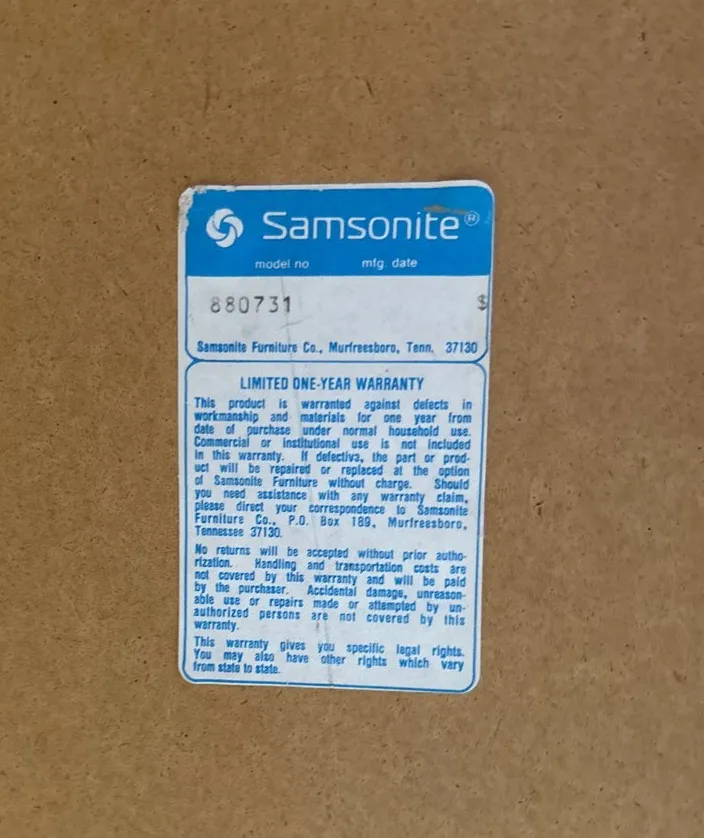 Samsonite®
model no mfg. date
880731 $
Samsonite Furniture Co., Murfreesboro, Tenn. 37130
LIMITED ONE-YEAR WARRANTY
This product is warranted against defects in
workmanship and materials for one year from
date of purchase under normal household use.
Commercial or institutional use is not included
in this warranty. If defective, the part or prod-
uct will be repaired or replaced at the option
of Samsonite Furniture without charge. Should
you need assistance with any warranty claim,
please direct your correspondence to Samsonite
Furniture Co., P.O. Box 189, Murfreesboro,
Tennessee 37130.
No returns will be accepted without prior autho-
rization. Handling and transportation costs are
not covered by this warranty and will be paid
by the purchaser. Accidental damage, unreason-
able use or repairs made or attempted by un-
authorized persons are not covered by this
warranty.
This warranty gives you specific legal rights.
You may also have other rights which vary
from state to state.